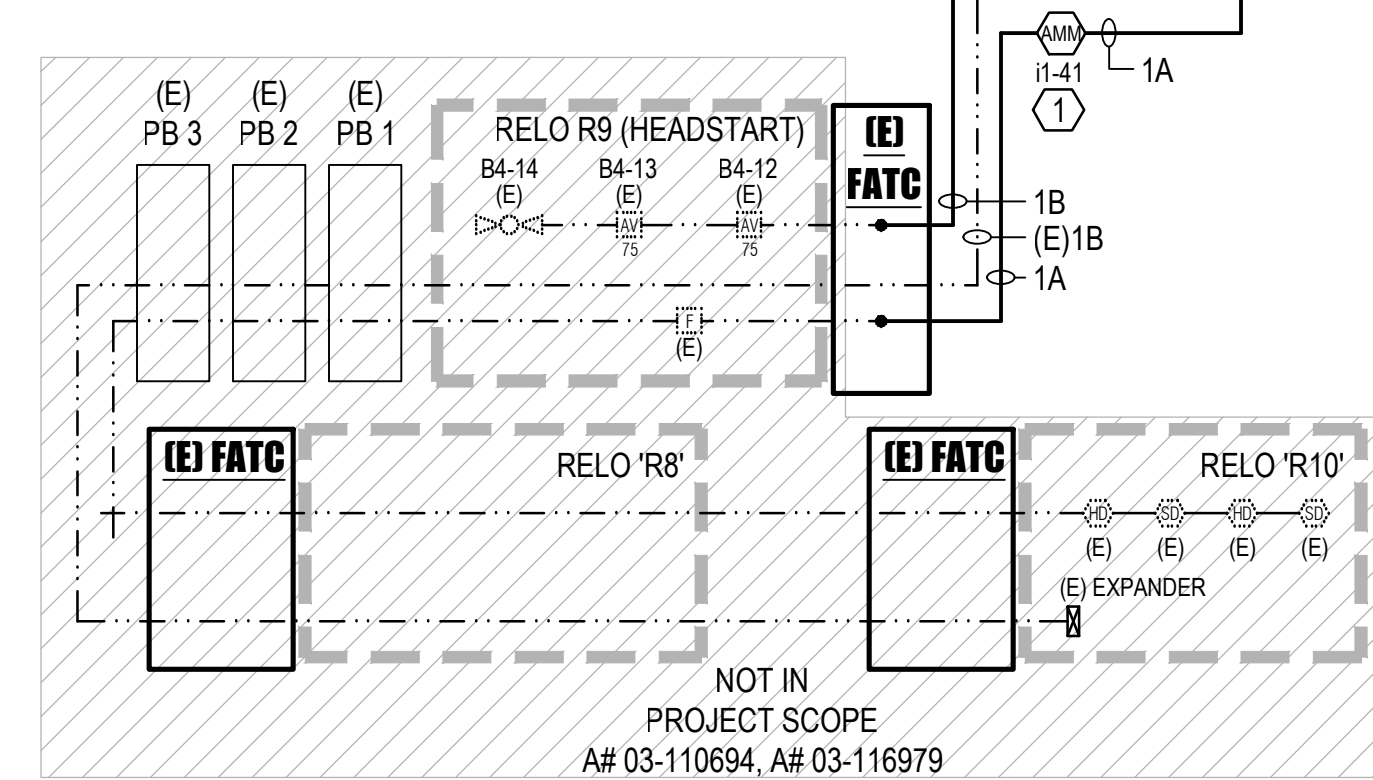 AMM
i1-41
1
1A
(E)
PB 3
(E)
PB 2
(E)
PB 1
RELO R9 (HEADSTART)
B4-14
(E)
B4-13
(E)
AV
75
B4-12
(E)
AV
75
F
(E)
(E)
FATC
1B
(E)1B
1A
(E) FATC
RELO 'R8'
(E) FATC
RELO 'R10'
HD
SD
HD
SD
(E)
(E)
(E)
(E)
(E) EXPANDER
NOT IN
PROJECT SCOPE
A# 03-110694, A# 03-116979